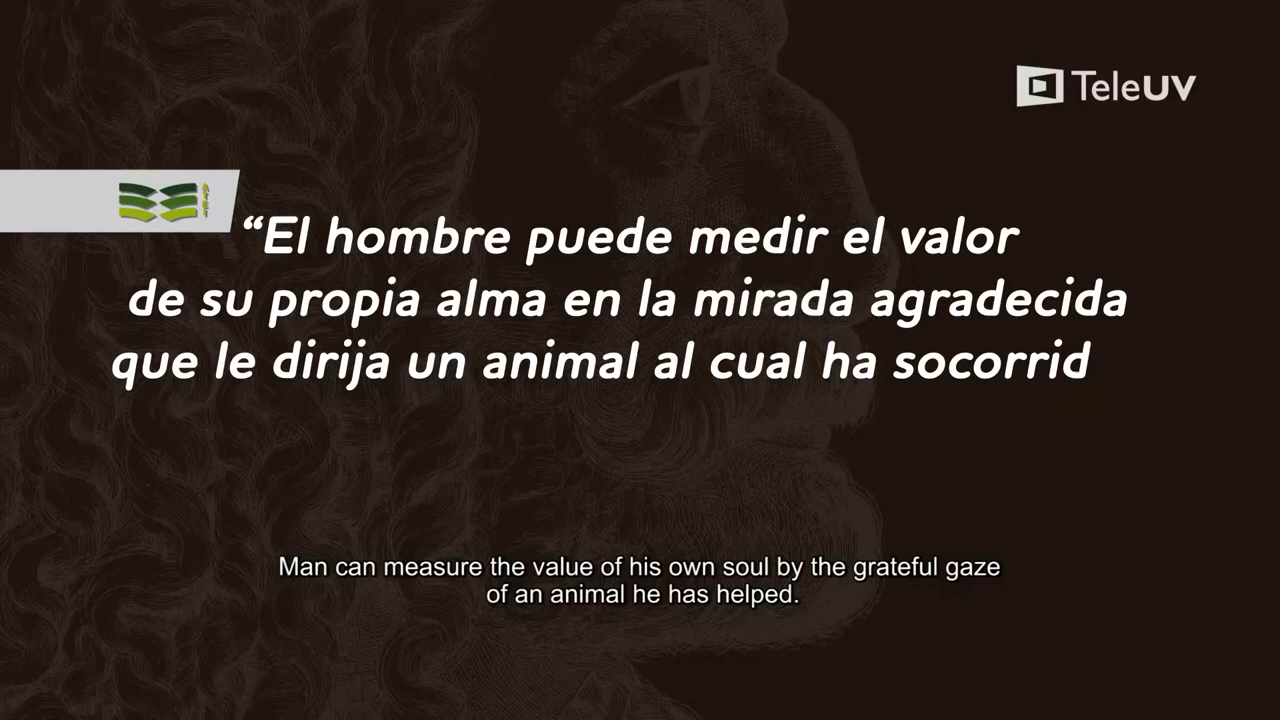 TeleUV
ATEI
“El hombre puede medir el valor
de su propia alma en la mirada agradecida
que le dirija un animal al cual ha socorrid
Man can measure the value of his own soul by the grateful gaze
of an animal he has helped.